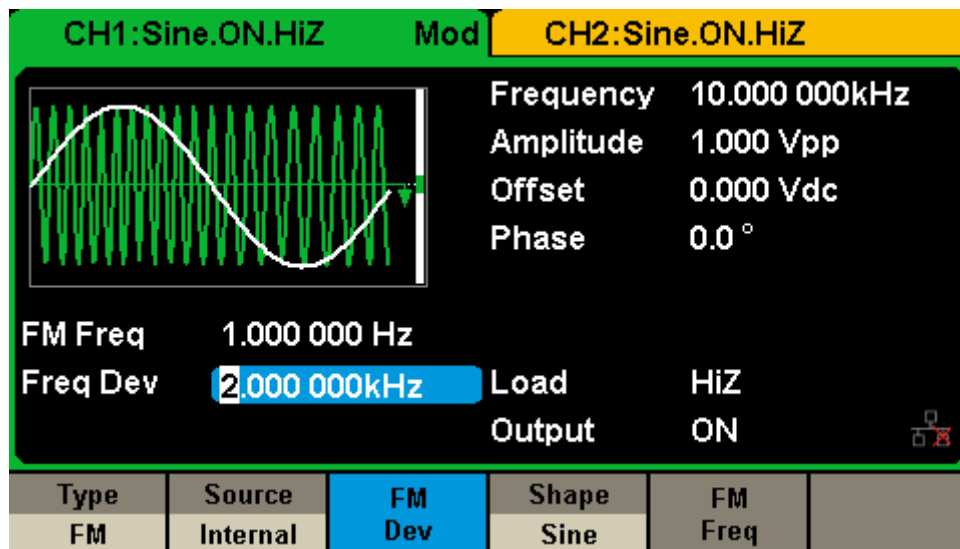 CH1:Sine.ON.HiZ Mod CH2:Sine.ON.HiZ
Frequency 10.000 000kHz
Amplitude 1.000 Vpp
Offset 0.000 Vdc
Phase 0.0 °
FM Freq 1.000 000 Hz
Freq Dev 2.000 000kHz Load HiZ
Output ON
Type Source FM Shape FM
FM Internal Dev Sine Freq